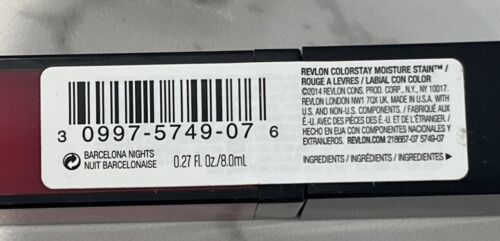 REVLON COLORSTAY MOISTURE STAIN™ /
ROUGE A LEVRES / LABIAL CON COLOR
©2014 REVLON CONS. PROD. CORP., N.Y., NY 10017.
REVLON LONDON NW1 7QX UK. MADE IN U.S.A. WITH
U.S. AND NON-U.S. COMPONENTS / FABRIQUÉ AUX
É-U. D'A. AVEC DES PIÈCES DES É.-U. ET DE L'ÉTRANGER. /
HECHO EN EUA CON COMPONENTES NACIONALES Y
EXTRANJEROS. REVLON.COM 218667-07 5749-07
INGREDIENTS / INGRÉDIENTS / INGREDIENTES
3 0997-5749-07 6
BARCELONA NIGHTS
NUIT BARCELONAISE
0.27 fl. Oz./8.0mL